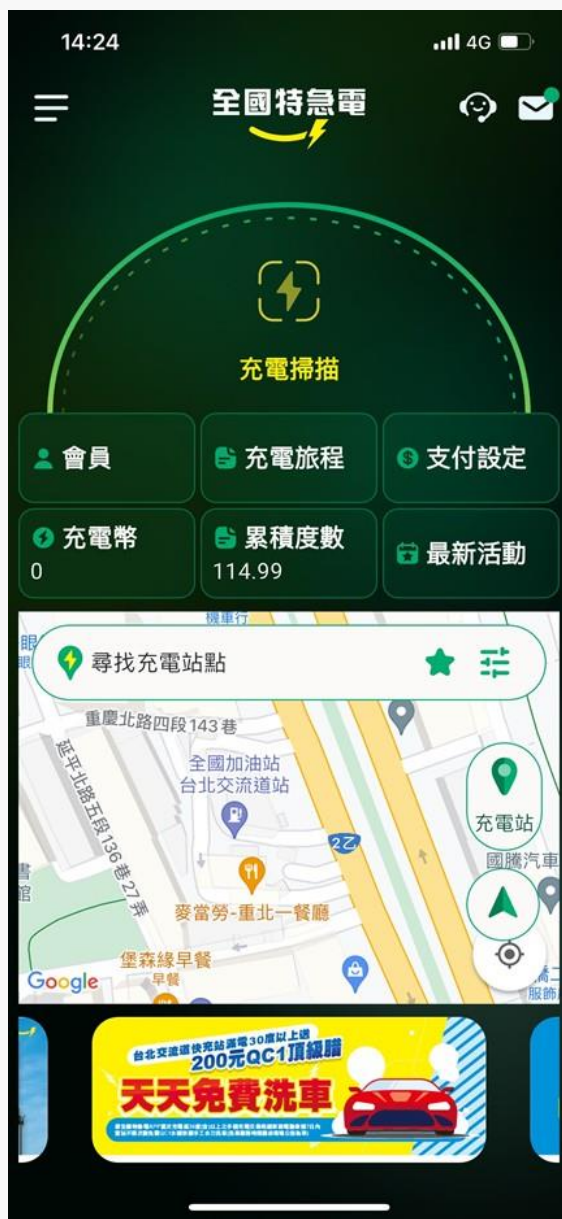 14:24
4G
全國特急電
充電掃描
會員
充電旅程
支付設定
充電幣
0
累積度數
114.99
最新活動
機車行
眼
尋找充電站點
重慶北路四段143巷
延平北路五段136巷27弄
全國加油站
台北交流道站
充電站
2乙
國騰汽車
書
館
麥當勞-重北一餐廳
堡森緣早餐
早餐
Google
服飾
台北交流道快充站滿電30度以上送
200元QC1頂級腊
天天免費洗車